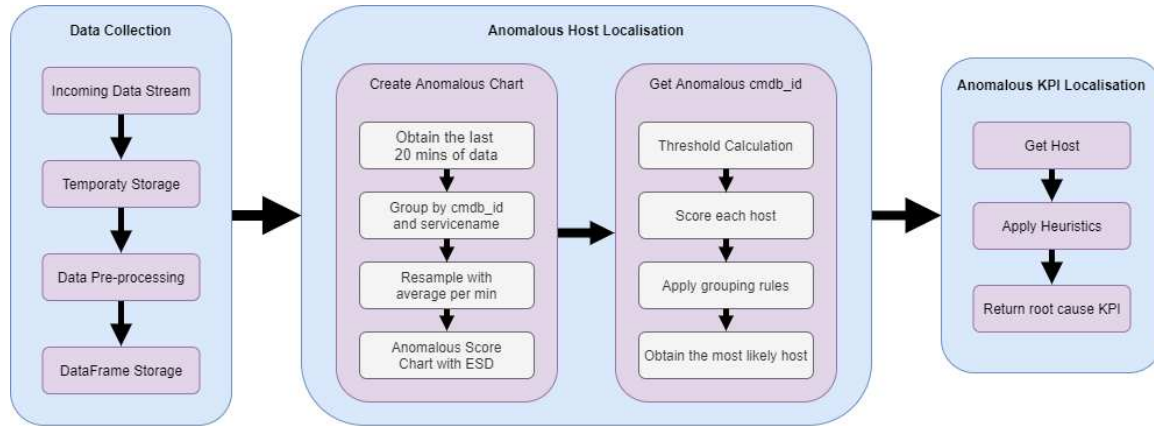 Data Collection
Incoming Data Stream
Temporaty Storage
Data Pre-processing
DataFrame Storage
Anomalous Host Localisation
Create Anomalous Chart
Obtain the last
20 mins of data
Group by cmdb_id
and servicename
Resample with
average per min
Anomalous Score
Chart with ESD
Get Anomalous cmdb_id
Threshold Calculation
Score each host
Apply grouping rules
Obtain the most likely host
Anomalous KPI Localisation
Get Host
Apply Heuristics
Return root cause KPI